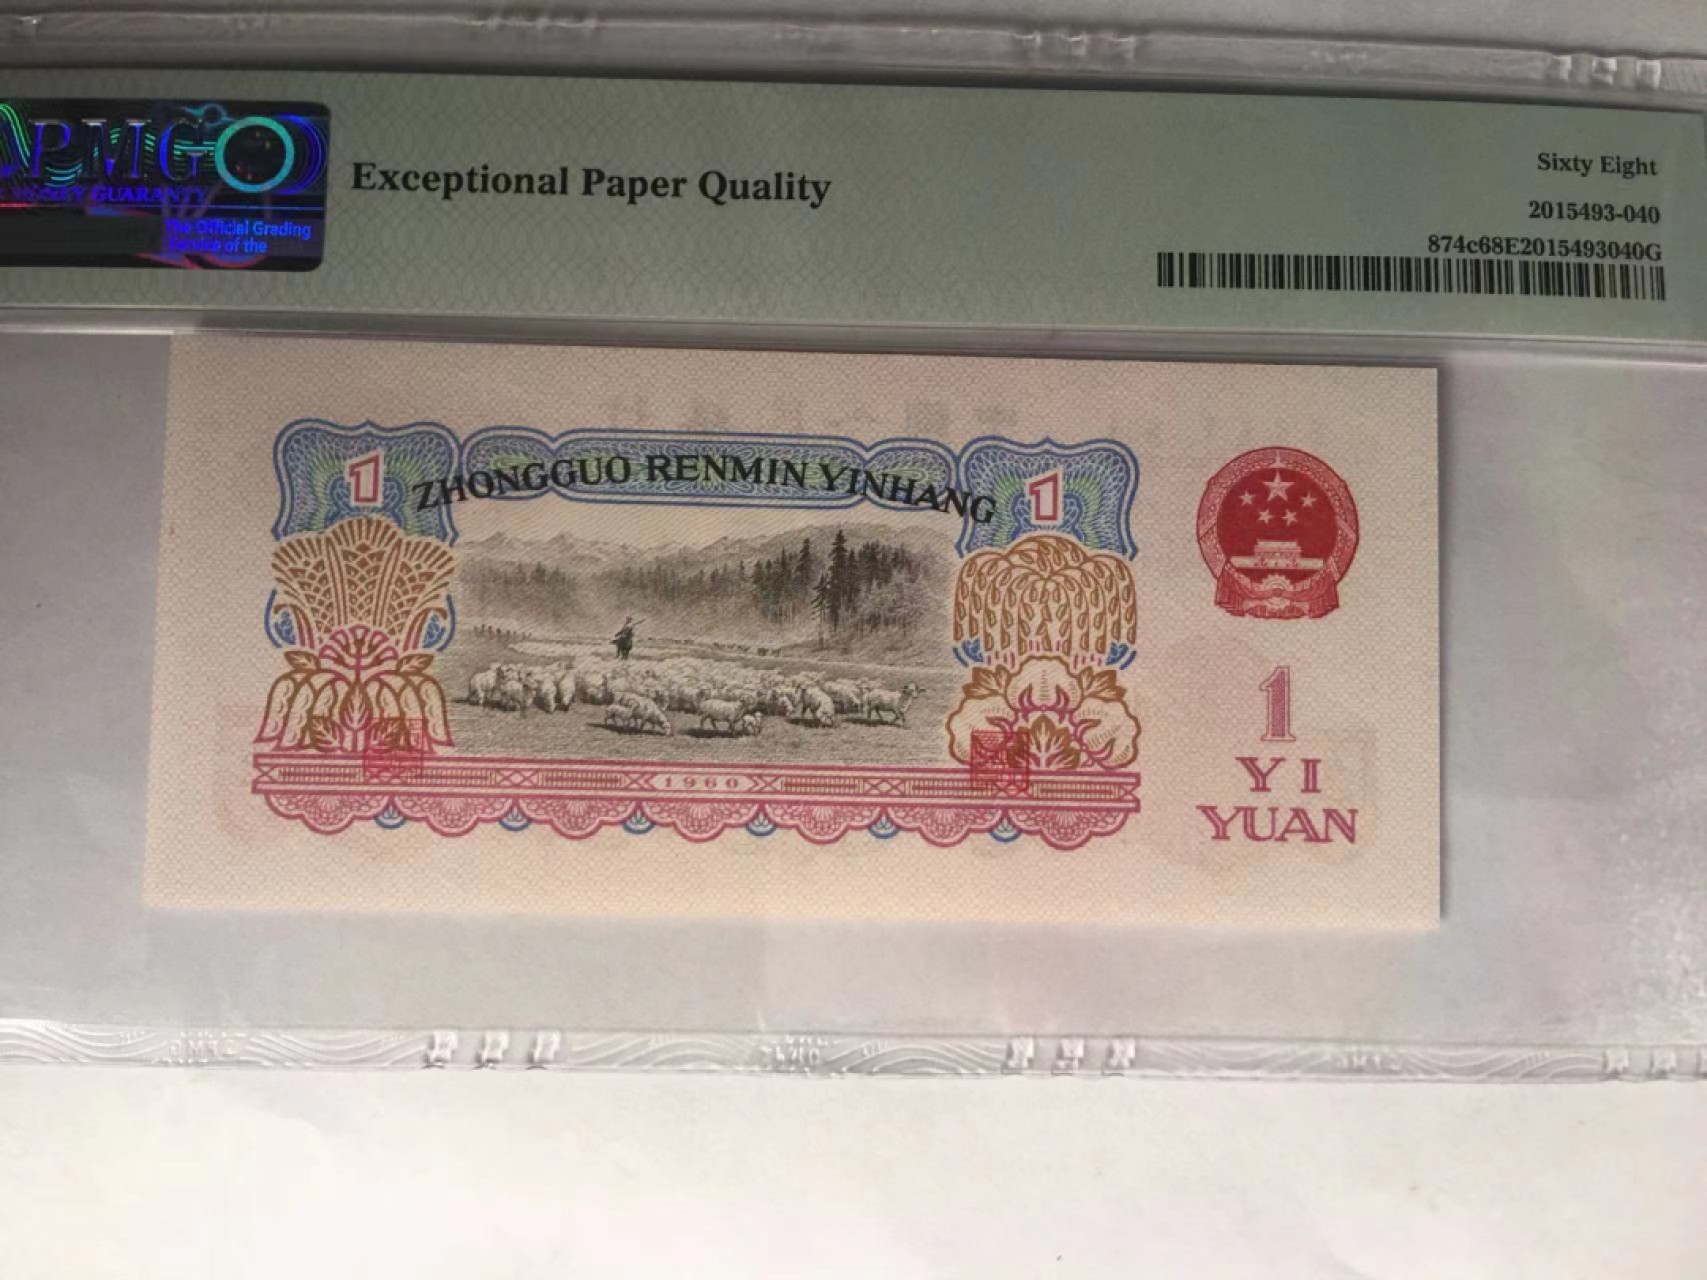 PMG
GUARANTY
The Official Grading
Service of the
Exceptional Paper Quality
Sixty Eight
2015493-040
874c68E2015493040G
1
ZHONGGUO RENMIN YINHANG
1
1960
1
YI
YUAN